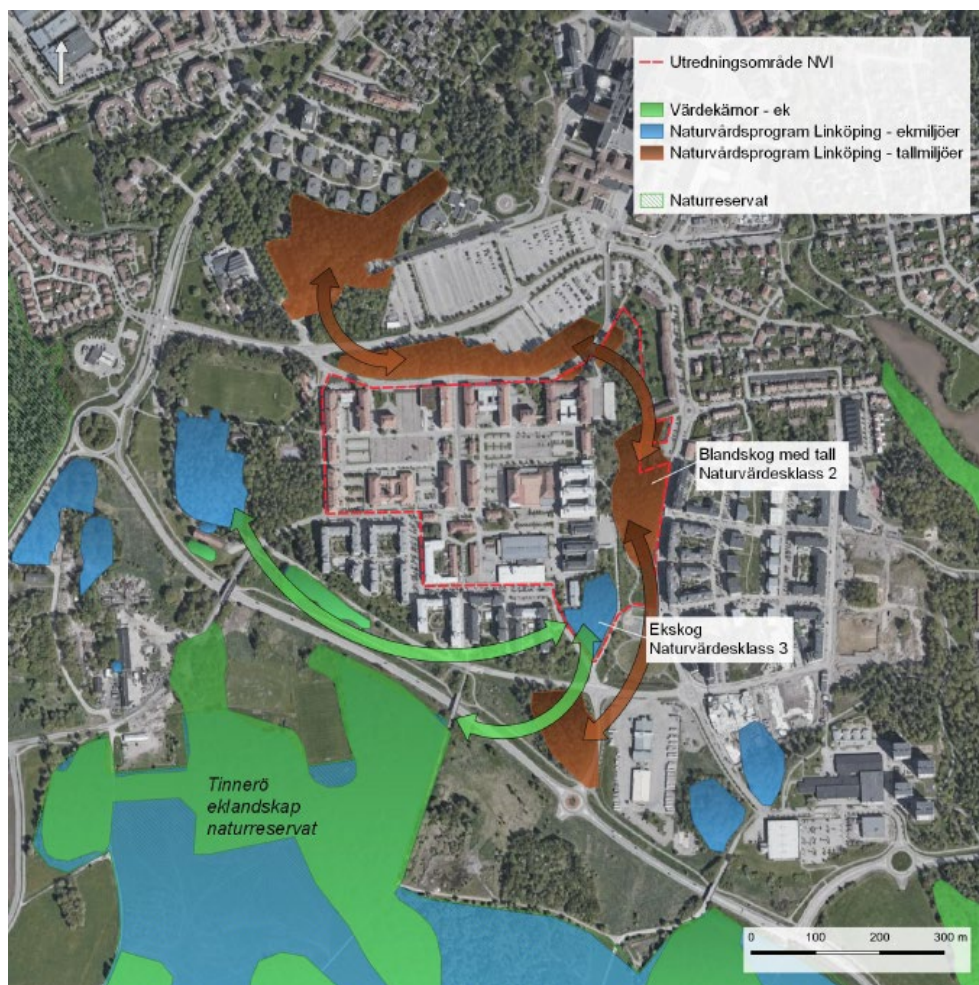 Utredningsområde NVI
Värdekärnor - ek
Naturvårdsprogram Linköping - ekmiljöer
Naturvårdsprogram Linköping - tallmiljöer
Naturreservat
Blandskog med tall
Naturvärdesklass 2
Ekskog
Naturvärdesklass 3
Tinnerö
eklandskap
naturreservat
0 100 200 300 m